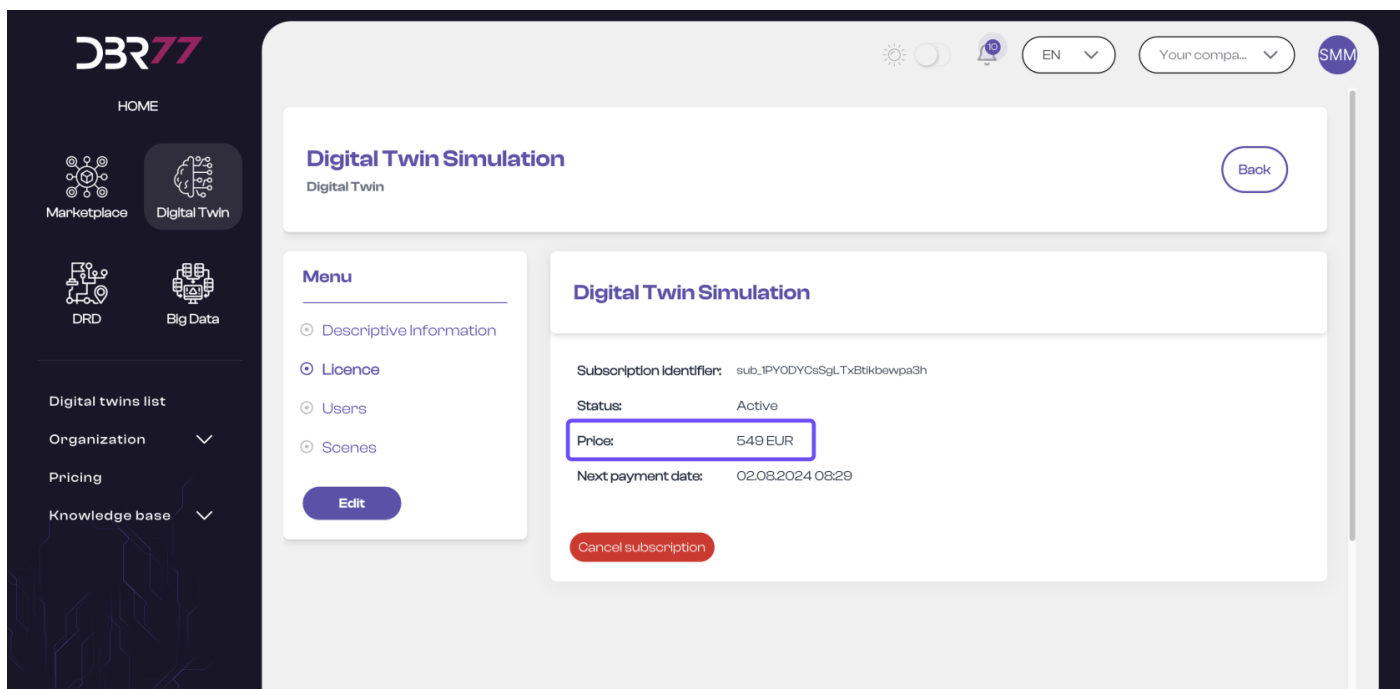 DBR77
10
EN
Your compa...
SMM
HOME
Marketplace
Digital Twin
DRD
Big Data
Digital twins list
Organization
Pricing
Knowledge base
Digital Twin Simulation
Digital Twin
Back
Menu
Descriptive Information
Licence
Users
Scenes
Edit
Digital Twin Simulation
Subscription identifier: sub_1PY0DYCsSgLTxBtikbewpa3h
Status: Active
Price: 549 EUR
Next payment date: 02.08.2024 08:29
Cancel subscription